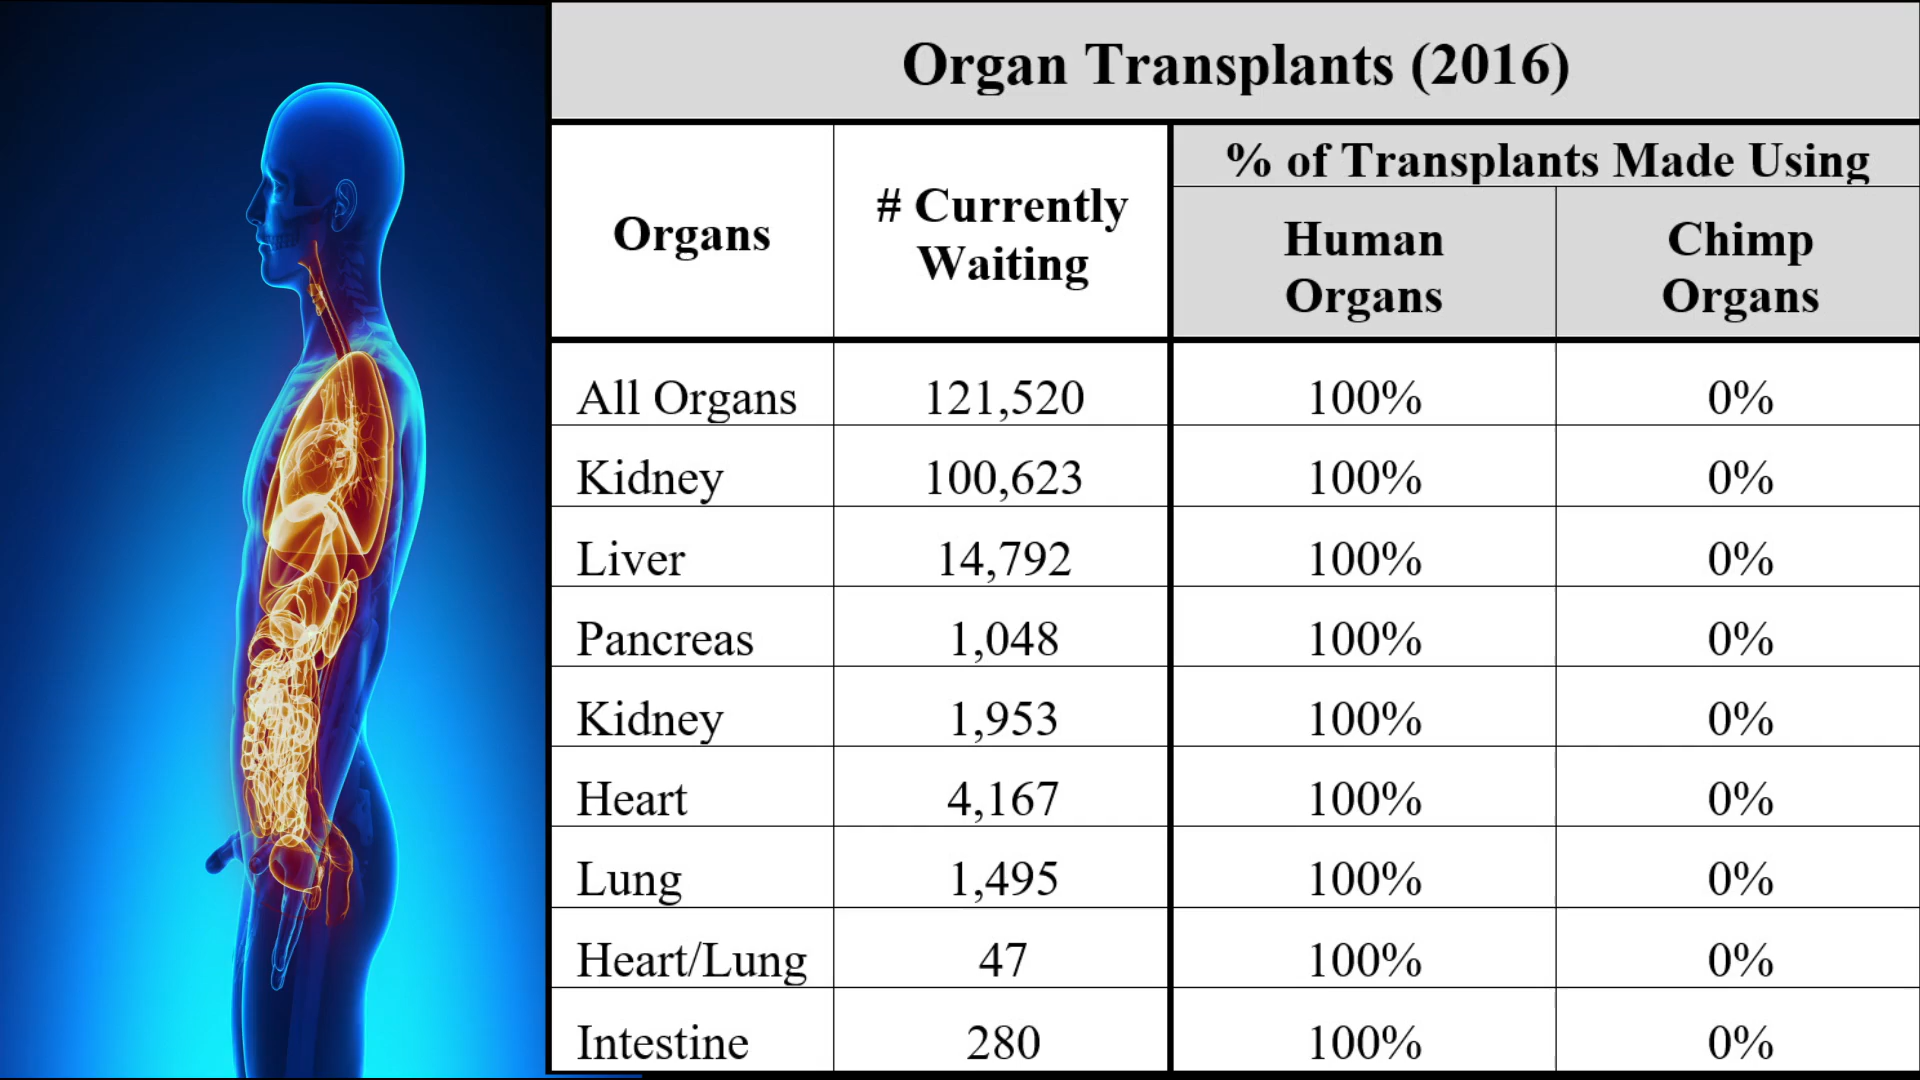 Organ Transplants (2016)
% of Transplants Made Using
Organs
# Currently
Waiting
Human
Organs
Chimp
Organs
All Organs 121,520 100% 0%
Kidney 100,623 100% 0%
Liver 14,792 100% 0%
Pancreas 1,048 100% 0%
Kidney 1,953 100% 0%
Heart 4,167 100% 0%
Lung 1,495 100% 0%
Heart/Lung 47 100% 0%
Intestine 280 100% 0%